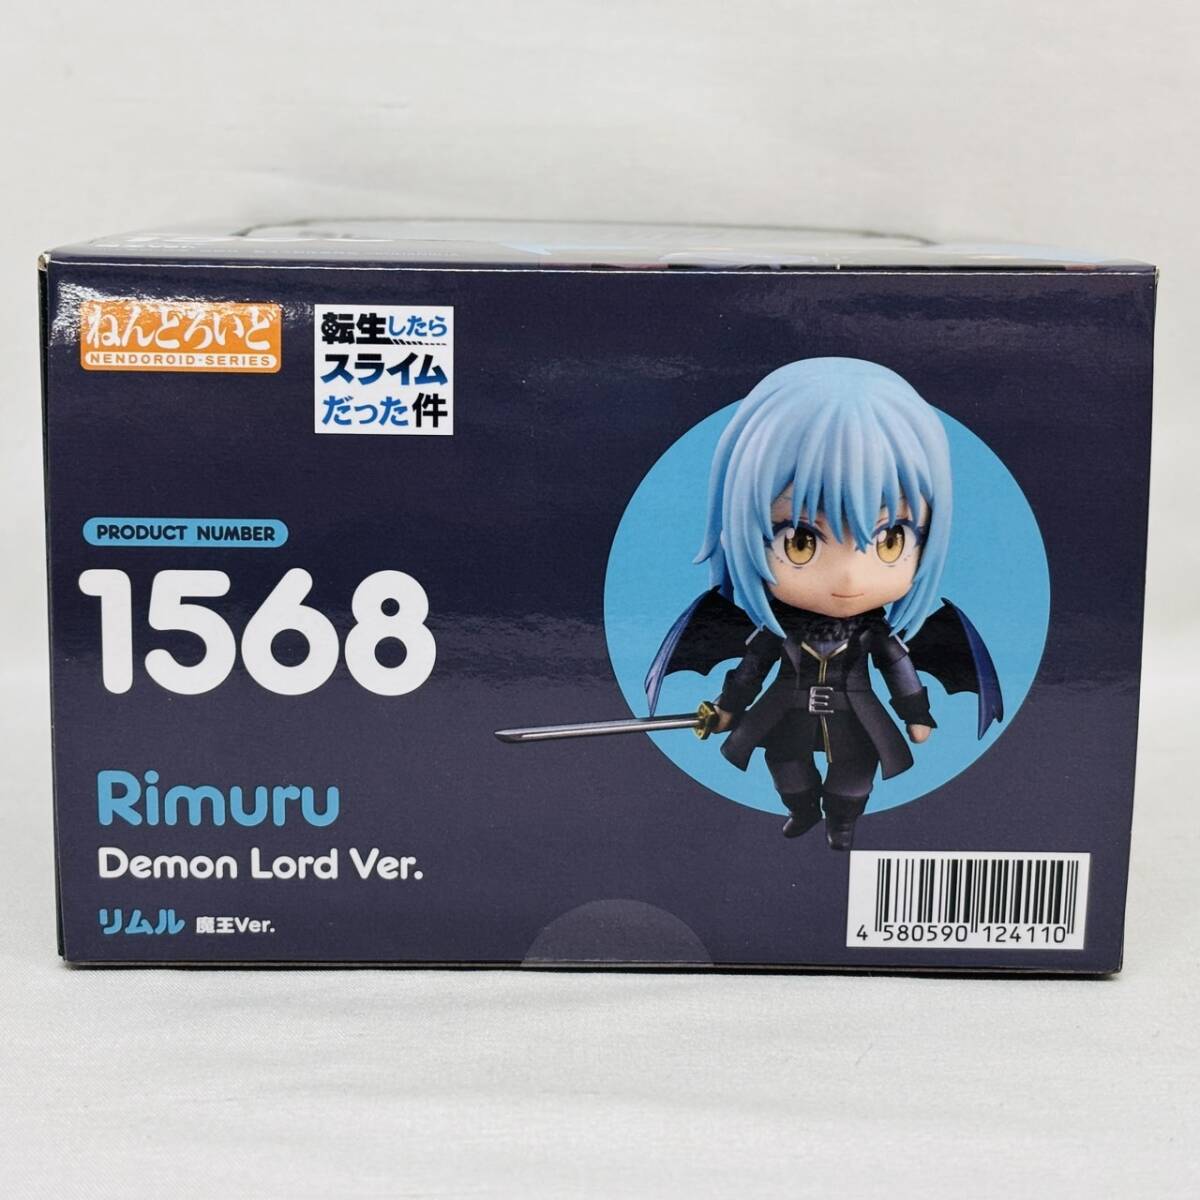 ねんどろいど
NENDOROID-SERIES
転生したら
スライム
だった件
PRODUCT NUMBER
1568
Rimuru
Demon Lord Ver.
リムル 魔王Ver.
4 580590 124110